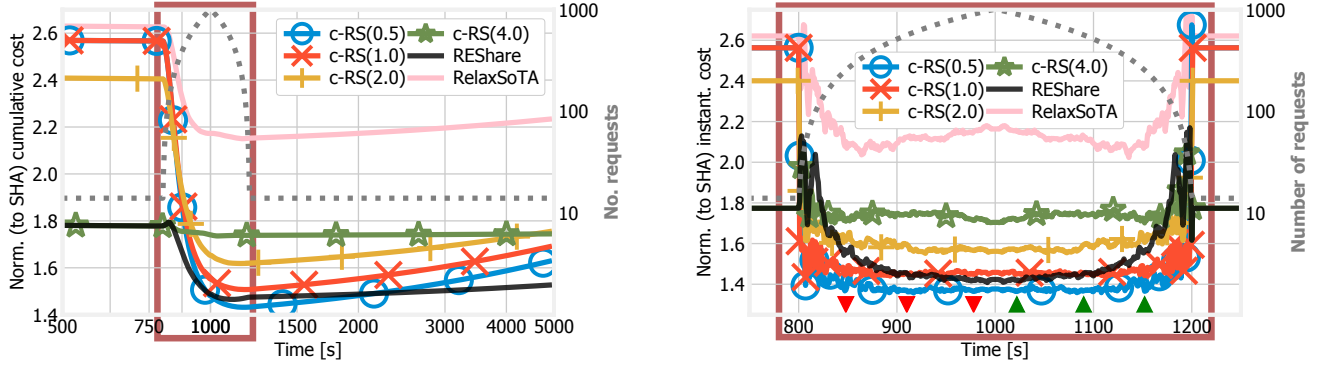 Norm. (to SHA) cumulative cost
2.6
2.4
2.2
2.0
1.8
1.6
1.4
500
750
1000
1500
2000
3000
4000
5000
Time [s]
c-RS(0.5)
c-RS(1.0)
c-RS(2.0)
c-RS(4.0)
REShare
RelaxSoTA
1000
100
10
No. requests
Norm. (to SHA) instant. cost
2.6
2.4
2.2
2.0
1.8
1.6
1.4
800
900
1000
1100
1200
Time [s]
c-RS(0.5)
c-RS(1.0)
c-RS(2.0)
c-RS(4.0)
REShare
RelaxSoTA
1000
100
10
Number of requests